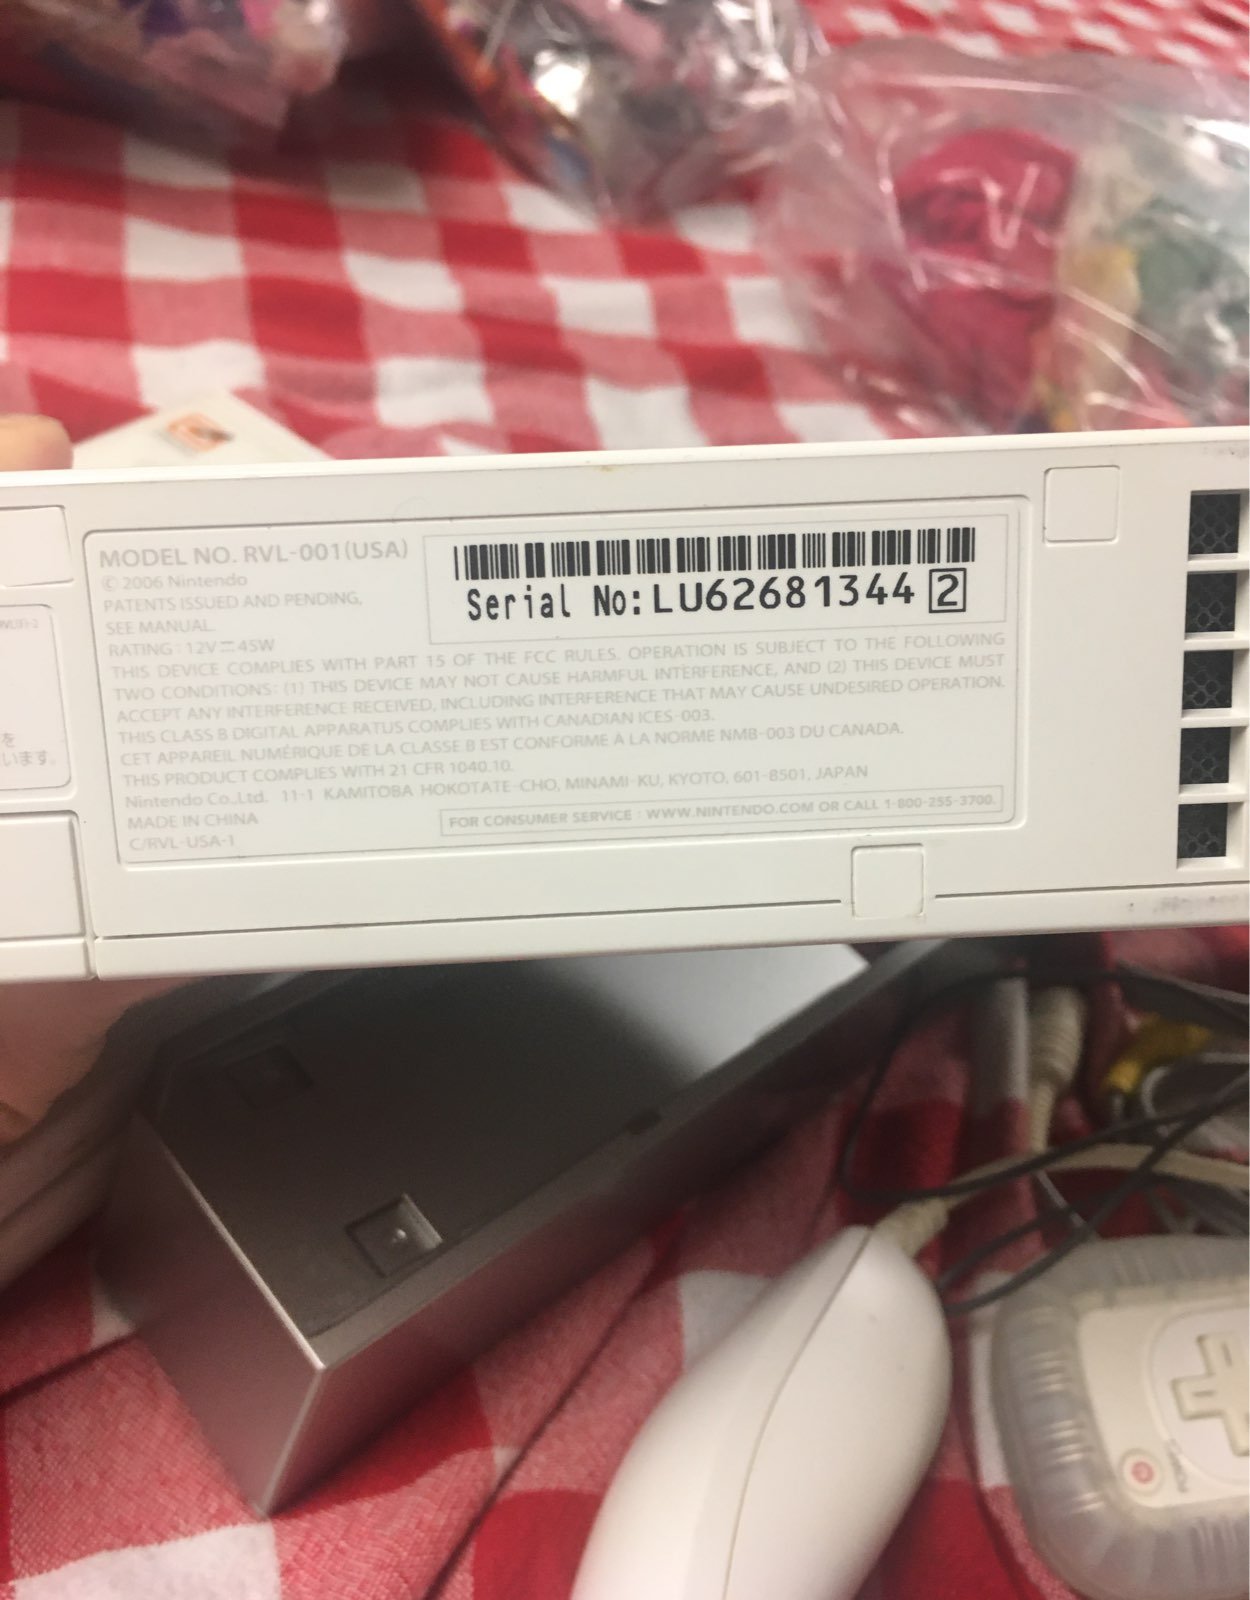 MODEL NO. RVL-001(USA)
© 2006 Nintendo
PATENTS ISSUED AND PENDING,
SEE MANUAL.
RATING : 12V ⎓ 45W
Serial No:LU62681344 2
THIS DEVICE COMPLIES WITH PART 15 OF THE FCC RULES. OPERATION IS SUBJECT TO THE FOLLOWING
TWO CONDITIONS: (1) THIS DEVICE MAY NOT CAUSE HARMFUL INTERFERENCE, AND (2) THIS DEVICE MUST
ACCEPT ANY INTERFERENCE RECEIVED, INCLUDING INTERFERENCE THAT MAY CAUSE UNDESIRED OPERATION.
THIS CLASS B DIGITAL APPARATUS COMPLIES WITH CANADIAN ICES-003.
CET APPAREIL NUMÉRIQUE DE LA CLASSE B EST CONFORME A LA NORME NMB-003 DU CANADA.
THIS PRODUCT COMPLIES WITH 21 CFR 1040.10.
Nintendo Co.,Ltd. 11-1 KAMITOBA HOKOTATE-CHO, MINAMI-KU, KYOTO, 601-8501, JAPAN
MADE IN CHINA
C/RVL-USA-1
FOR CONSUMER SERVICE : WWW.NINTENDO.COM OR CALL 1-800-255-3700.
を
います。